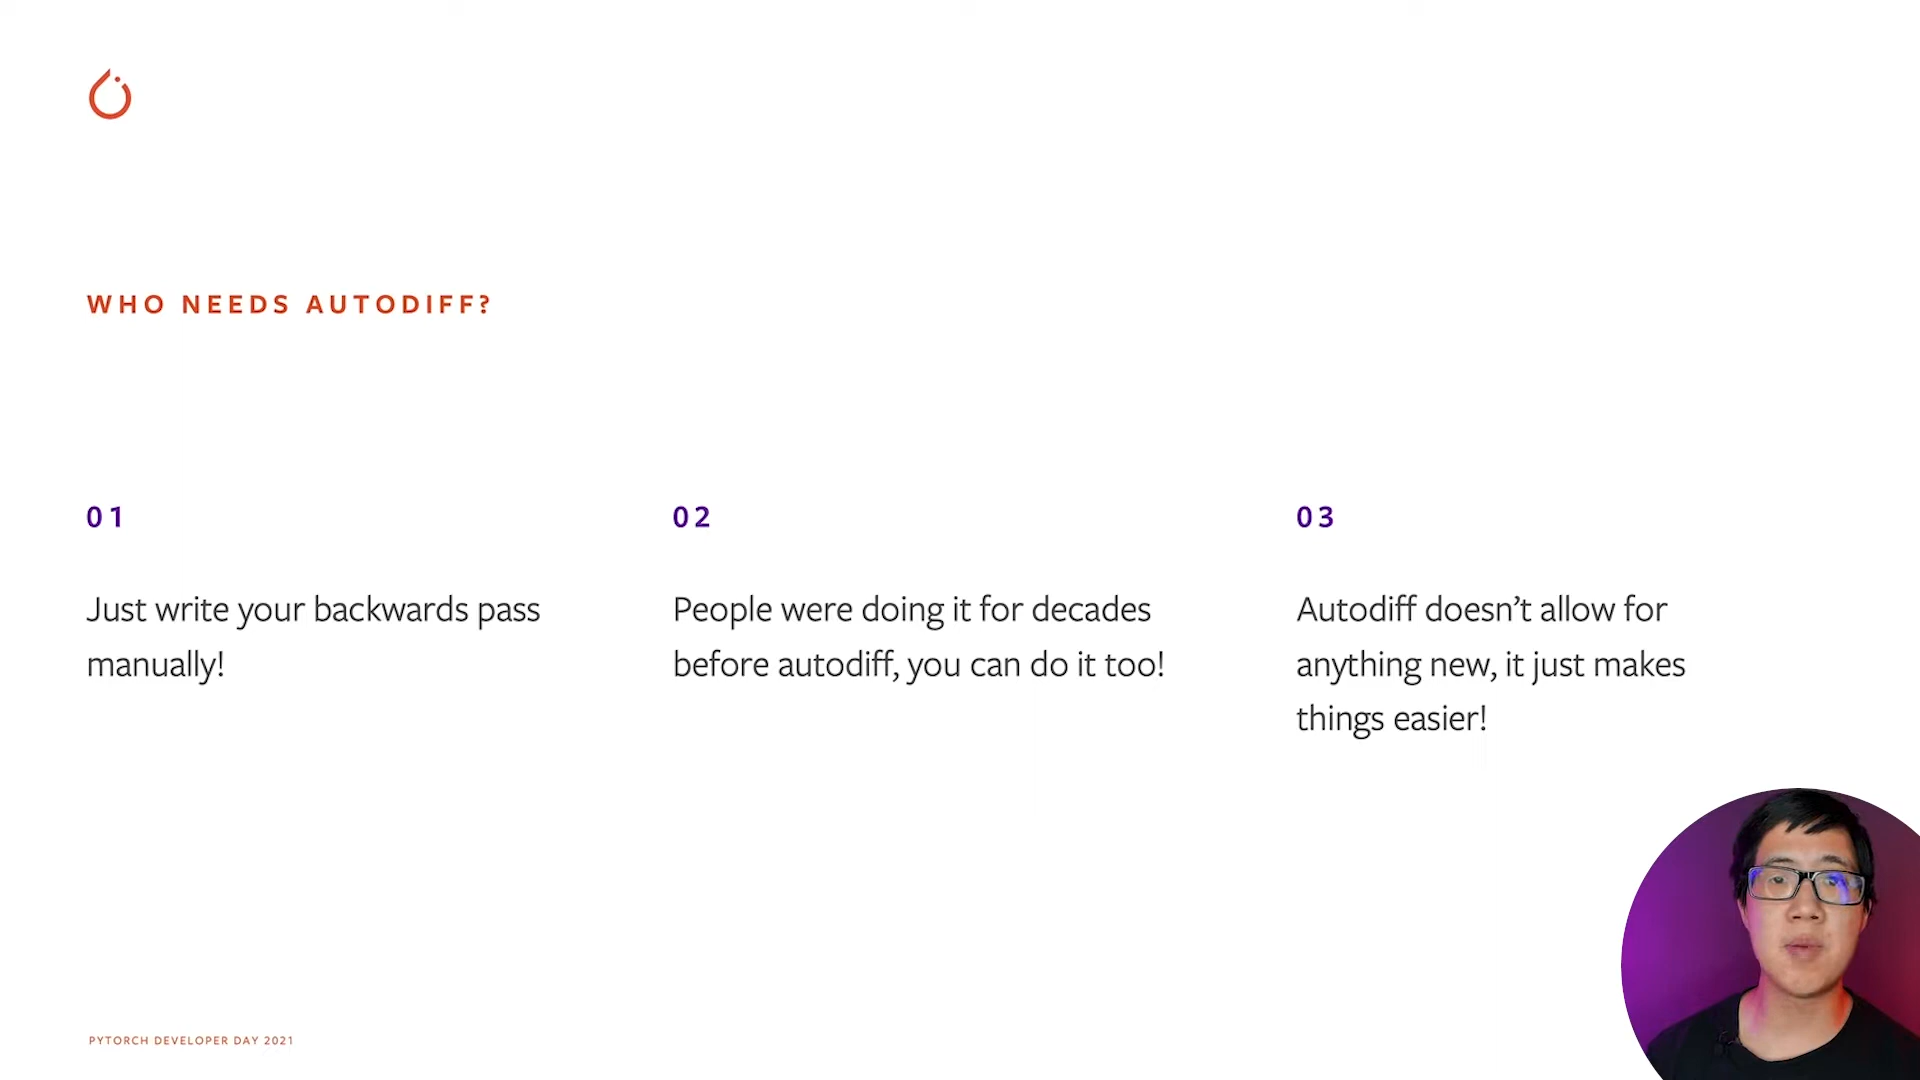 WHO NEEDS AUTODIFF?
01
Just write your backwards pass
manually!
02
People were doing it for decades
before autodiff, you can do it too!
03
Autodiff doesn’t allow for
anything new, it just makes
things easier!
PYTORCH DEVELOPER DAY 2021